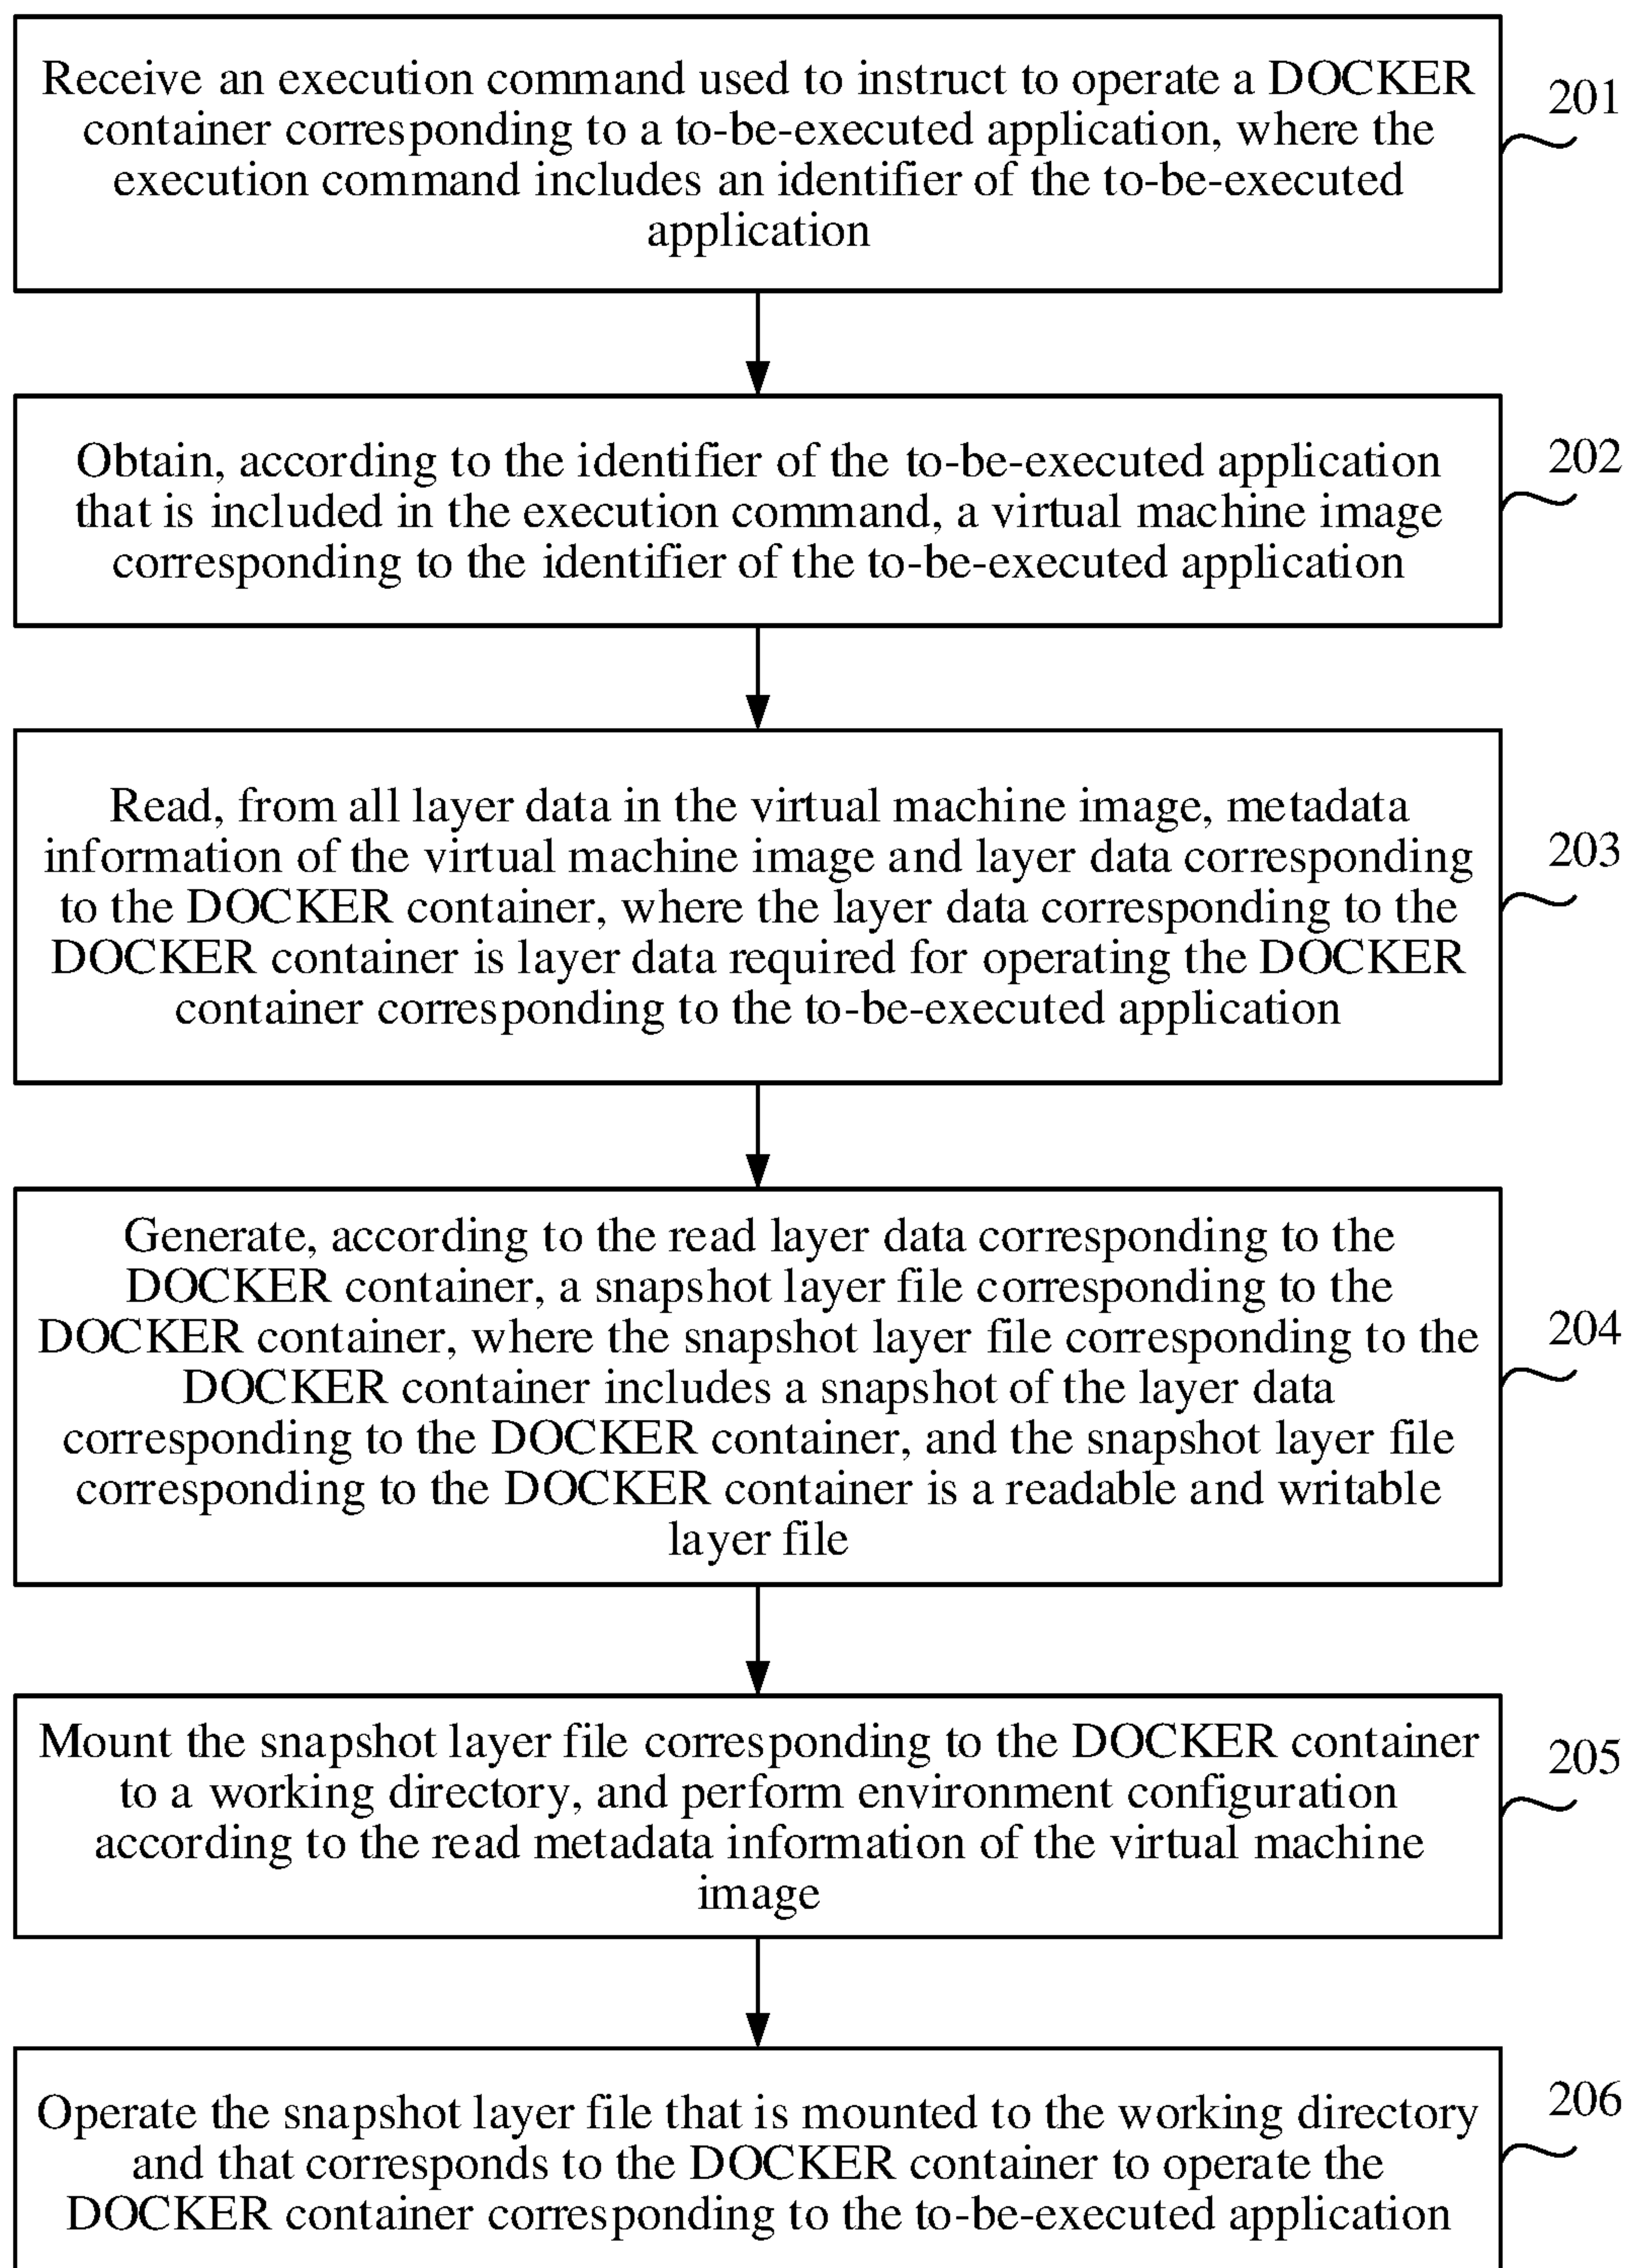 Receive an execution command used to instruct to operate a DOCKER
container corresponding to a to-be-executed application, where the
execution command includes an identifier of the to-be-executed
application
201
Obtain, according to the identifier of the to-be-executed application
that is included in the execution command, a virtual machine image
corresponding to the identifier of the to-be-executed application
202
Read, from all layer data in the virtual machine image, metadata
information of the virtual machine image and layer data corresponding
to the DOCKER container, where the layer data corresponding to the
DOCKER container is layer data required for operating the DOCKER
container corresponding to the to-be-executed application
203
Generate, according to the read layer data corresponding to the
DOCKER container, a snapshot layer file corresponding to the
DOCKER container, where the snapshot layer file corresponding to the
DOCKER container includes a snapshot of the layer data
corresponding to the DOCKER container, and the snapshot layer file
corresponding to the DOCKER container is a readable and writable
layer file
204
Mount the snapshot layer file corresponding to the DOCKER container
to a working directory, and perform environment configuration
according to the read metadata information of the virtual machine
image
205
Operate the snapshot layer file that is mounted to the working directory
and that corresponds to the DOCKER container to operate the
DOCKER container corresponding to the to-be-executed application
206